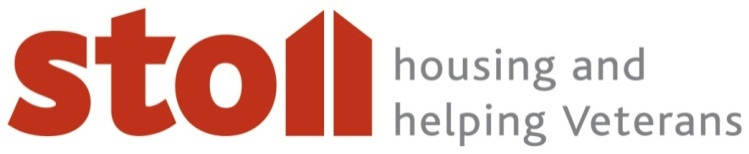 stoll
housing and
helping Veterans